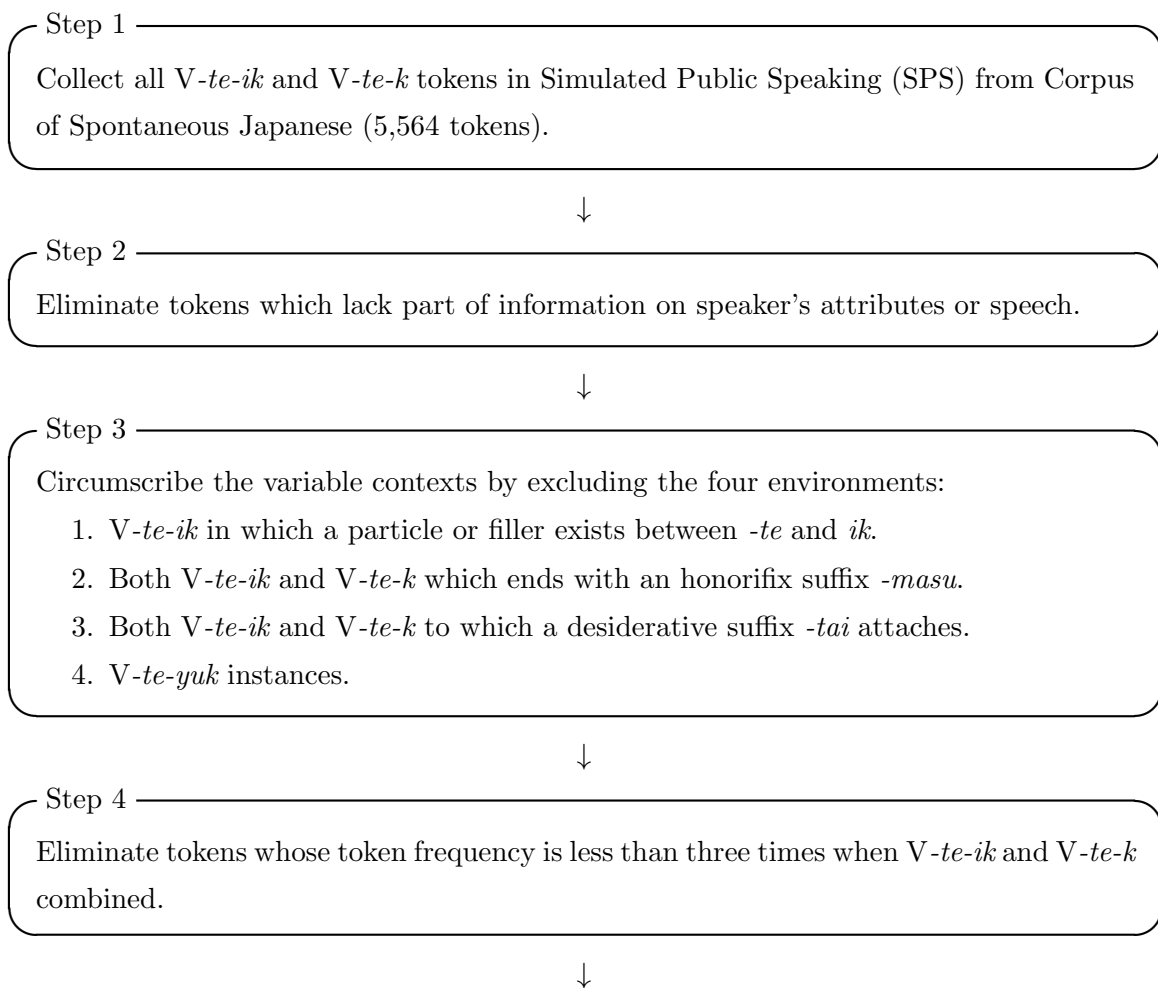 Step 1
Collect all V-te-ik and V-te-k tokens in Simulated Public Speaking (SPS) from Corpus
of Spontaneous Japanese (5,564 tokens).
↓
Step 2
Eliminate tokens which lack part of information on speaker's attributes or speech.
↓
Step 3
Circumscribe the variable contexts by excluding the four environments:
1. V-te-ik in which a particle or filler exists between -te and ik.
2. Both V-te-ik and V-te-k which ends with an honorifix suffix -masu.
3. Both V-te-ik and V-te-k to which a desiderative suffix -tai attaches.
4. V-te-yuk instances.
↓
Step 4
Eliminate tokens whose token frequency is less than three times when V-te-ik and V-te-k
combined.
↓